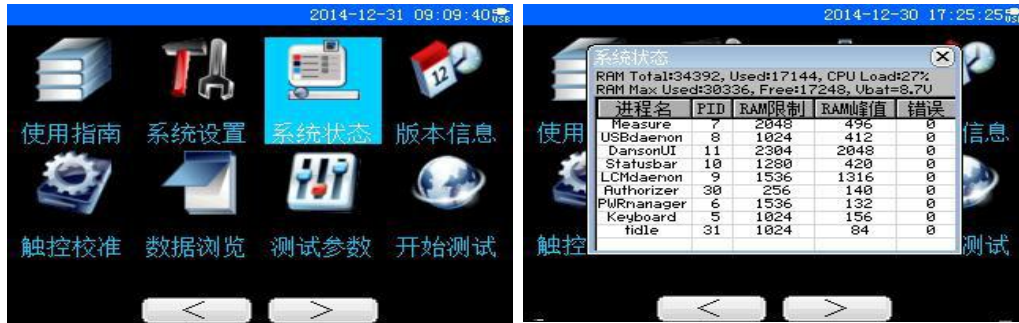 2014-12-31 09:09:40 USB
使用指南 系统设置 系统状态 版本信息
触控校准 数据浏览 测试参数 开始测试
< >
2014-12-30 17:25:25
系统状态
RAM Total:34392, Used:17144, CPU Load:27%
RAM Max Used:30336, Free:17248, Vbat=8.7V
进程名 PID RAM限制 RAM峰值 错误
Measure 7 2048 496 0
USBdaemon 8 1024 412 0
DansonUI 11 2304 2048 0
Statusbar 10 1280 420 0
LCMdaemon 9 1536 1316 0
Authorizer 30 256 140 0
PWRmanager 6 1536 132 0
Keyboard 5 1024 156 0
tidle 31 1024 84 0
使用 信息
触控 测试
< >